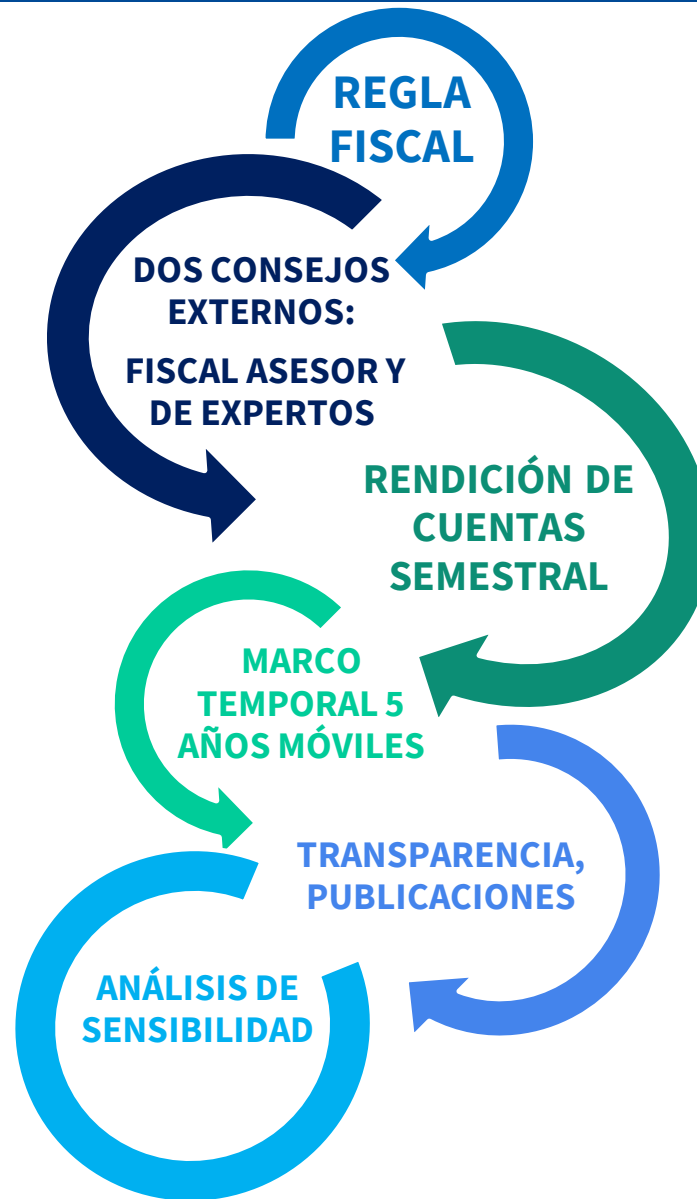 REGLA
FISCAL
DOS CONSEJOS
EXTERNOS:
FISCAL ASESOR Y
DE EXPERTOS
RENDICIÓN DE
CUENTAS
SEMESTRAL
MARCO
TEMPORAL 5
AÑOS MÓVILES
TRANSPARENCIA,
PUBLICACIONES
ANÁLISIS DE
SENSIBILIDAD